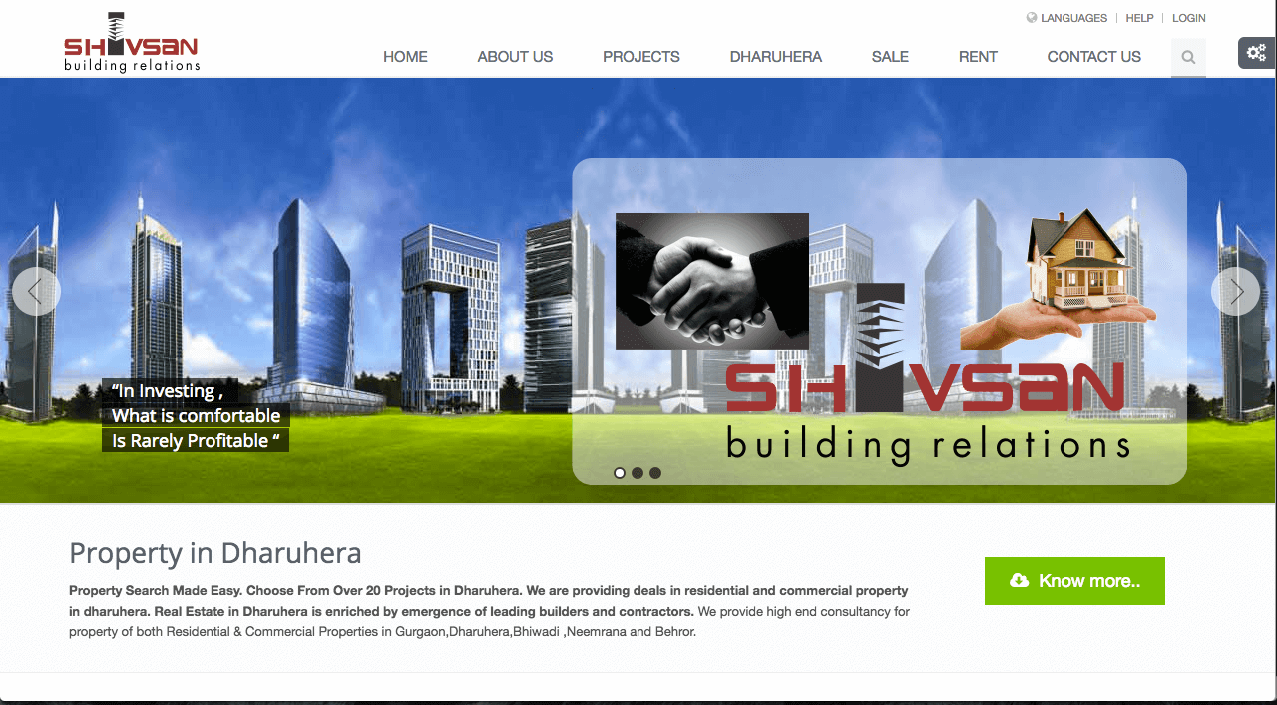 LANGUAGES | HELP | LOGIN
SHIVSAN
building relations
HOME ABOUT US PROJECTS DHARUHERA SALE RENT CONTACT US
SHIVSAN
building relations
“In Investing ,
What is comfortable
Is Rarely Profitable “
Property in Dharuhera
Property Search Made Easy. Choose From Over 20 Projects in Dharuhera. We are providing deals in residential and commercial property
in dharuhera. Real Estate in Dharuhera is enriched by emergence of leading builders and contractors. We provide high end consultancy for
property of both Residential & Commercial Properties in Gurgaon,Dharuhera,Bhiwadi ,Neemrana and Behror.
Know more..